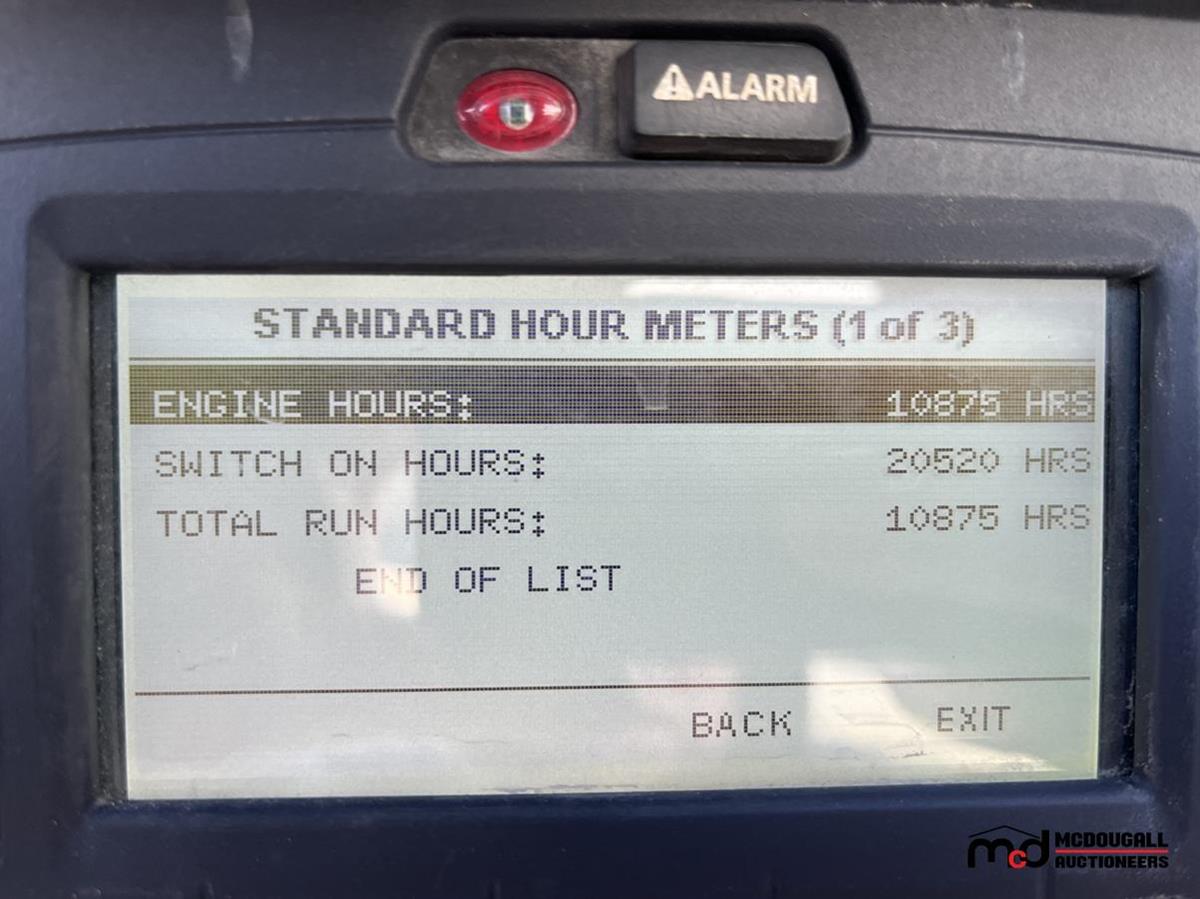 ALARM
STANDARD HOUR METERS (1 of 3)
ENGINE HOURS: 10875 HRS
SWITCH ON HOURS: 20520 HRS
TOTAL RUN HOURS: 10875 HRS
END OF LIST
BACK EXIT
mcd MCDOUGALL
AUCTIONEERS